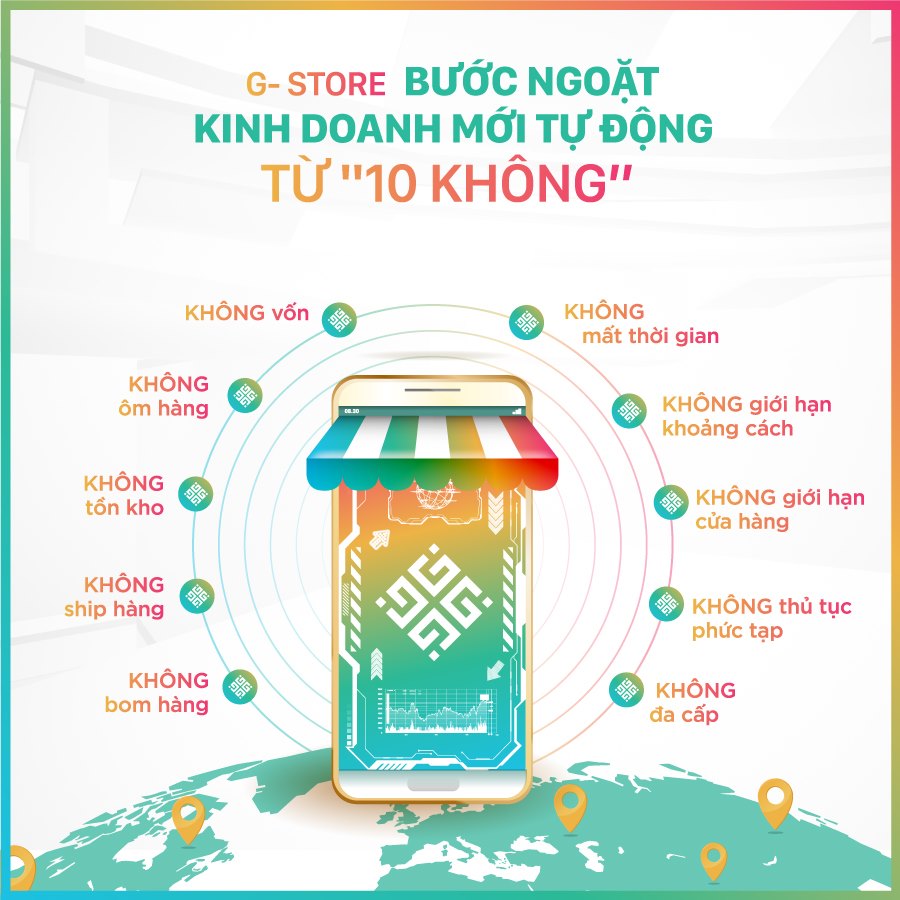 G- STORE BƯỚC NGOẶT
KINH DOANH MỚI TỰ ĐỘNG
TỪ "10 KHÔNG"
KHÔNG vốn
KHÔNG
ôm hàng
KHÔNG
tồn kho
KHÔNG
ship hàng
KHÔNG
bom hàng
KHÔNG
mất thời gian
KHÔNG giới hạn
khoảng cách
KHÔNG giới hạn
cửa hàng
KHÔNG thủ tục
phức tạp
KHÔNG
đa cấp
08.30